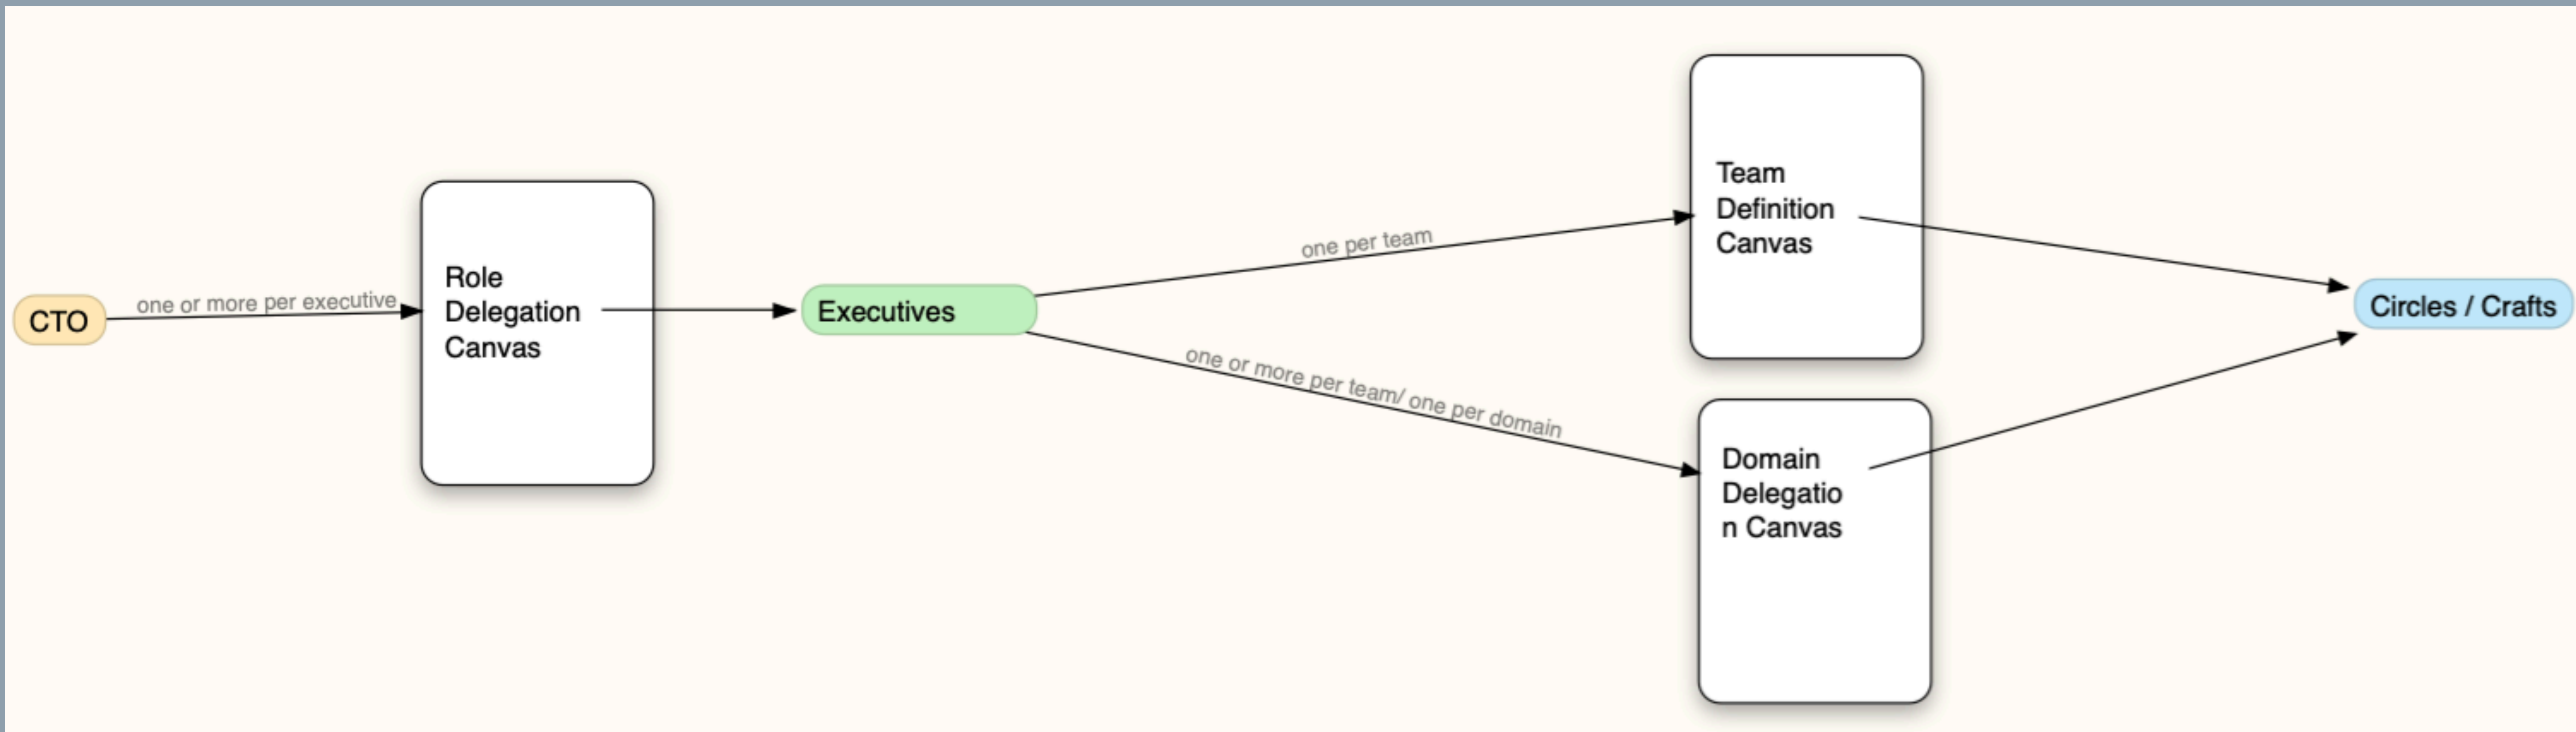 CTO
one or more per executive
Role
Delegation
Canvas
Executives
one per team
one or more per team/ one per domain
Team
Definition
Canvas
Domain
Delegatio
n Canvas
Circles / Crafts